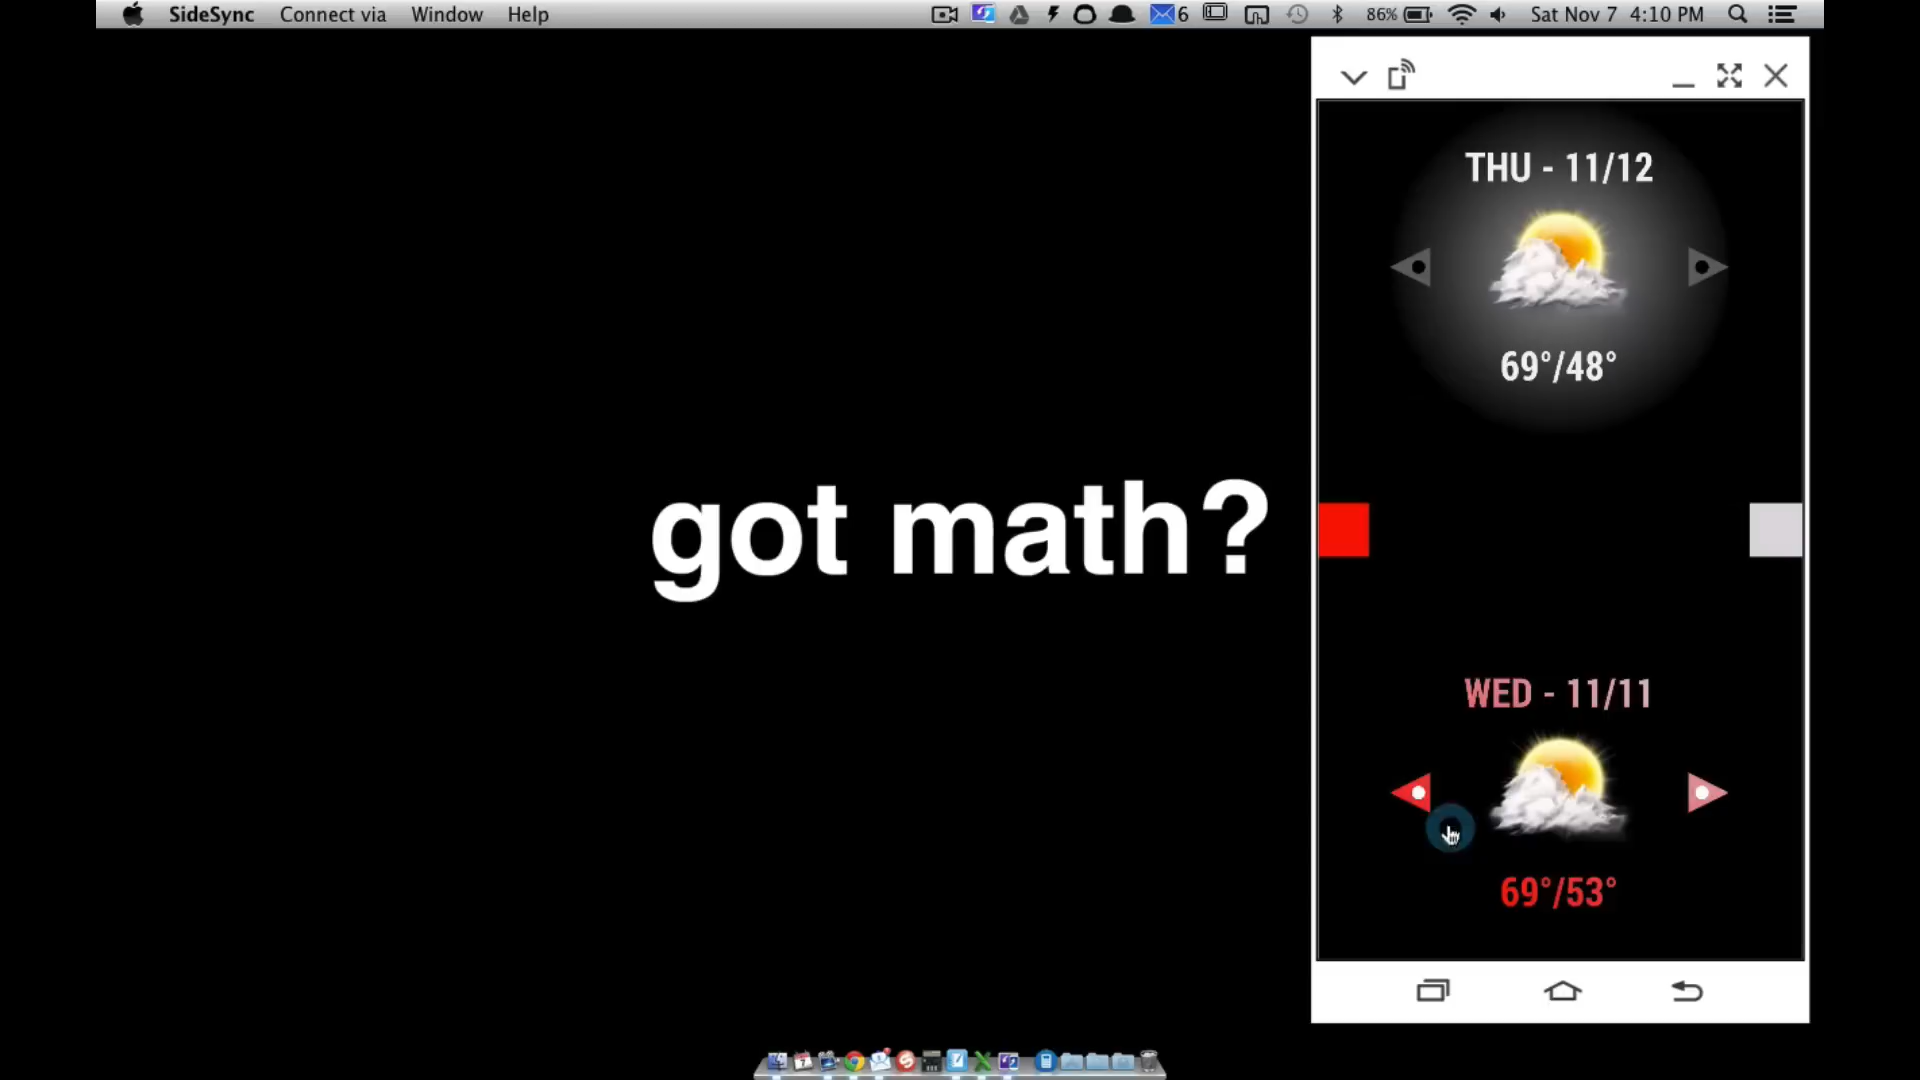 SideSync Connect via Window Help 6 86% Sat Nov 7 4:10 PM
THU - 11/12
69°/48°
got math?
WED - 11/11
69°/53°